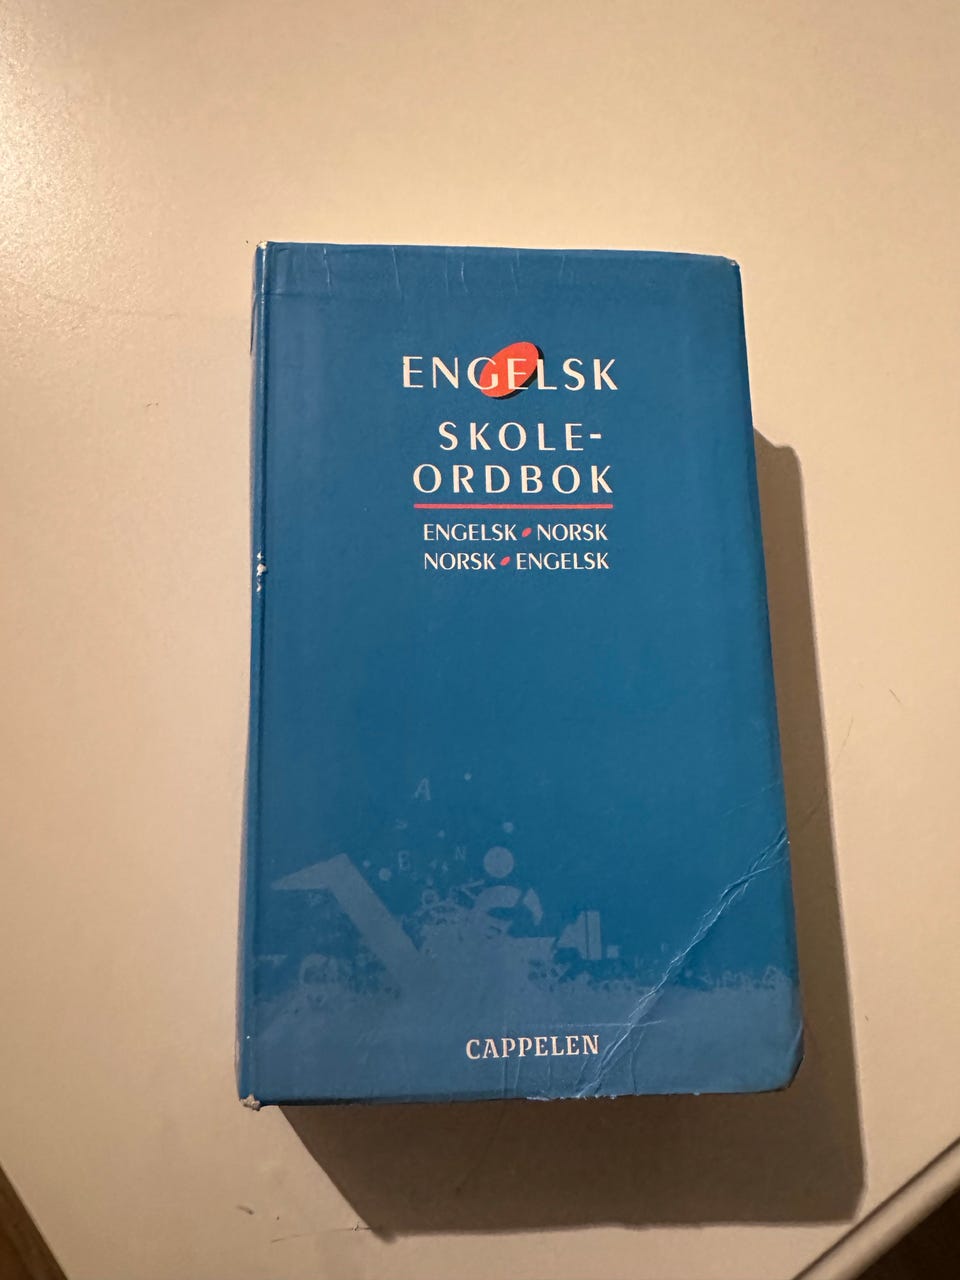 ENGELSK
SKOLE-
ORDBOK
ENGELSK • NORSK
NORSK • ENGELSK
A
E N
CAPPELEN